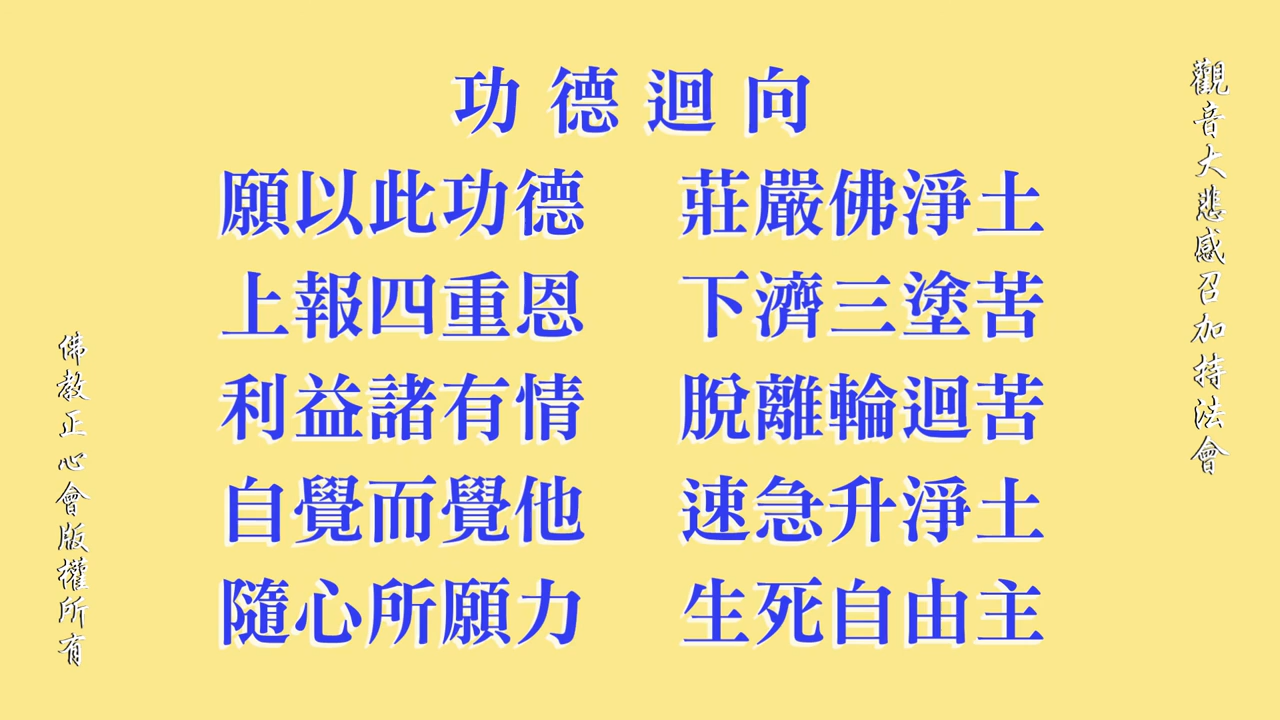 功德迴向
願以此功德 莊嚴佛淨土
上報四重恩 下濟三塗苦
利益諸有情 脫離輪迴苦
自覺而覺他 速急升淨土
隨心所願力 生死自由主
觀音大悲感召加持法會
佛教正心會版權所有